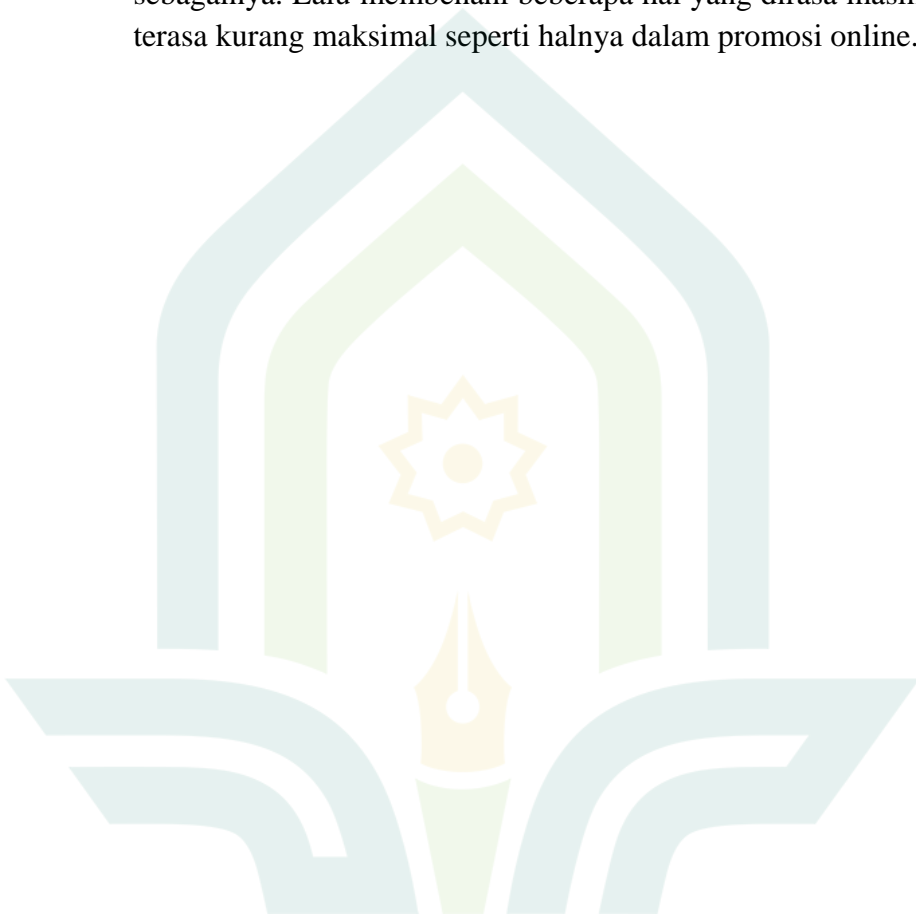 sebagainya. Lalu membenahi beberapa hal yang dirasa masih
terasa kurang maksimal seperti halnya dalam promosi online.